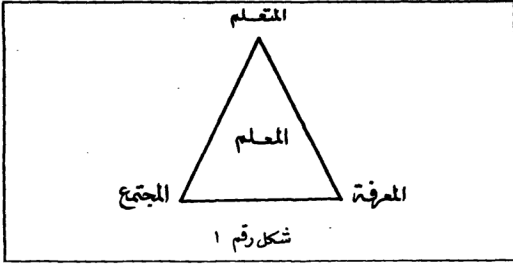 المتعلم
المعلم
المعرفة
المجتمع
شكل رقم ١